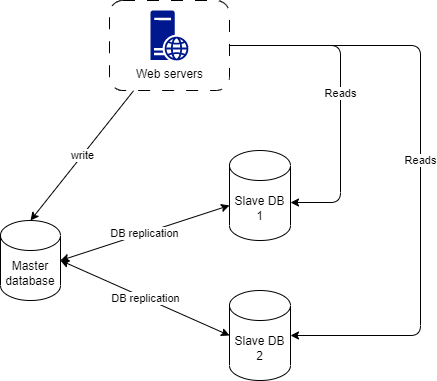 Web servers
Reads
write
Reads
Slave DB
1
DB replication
Master
database
DB replication
Slave DB
2